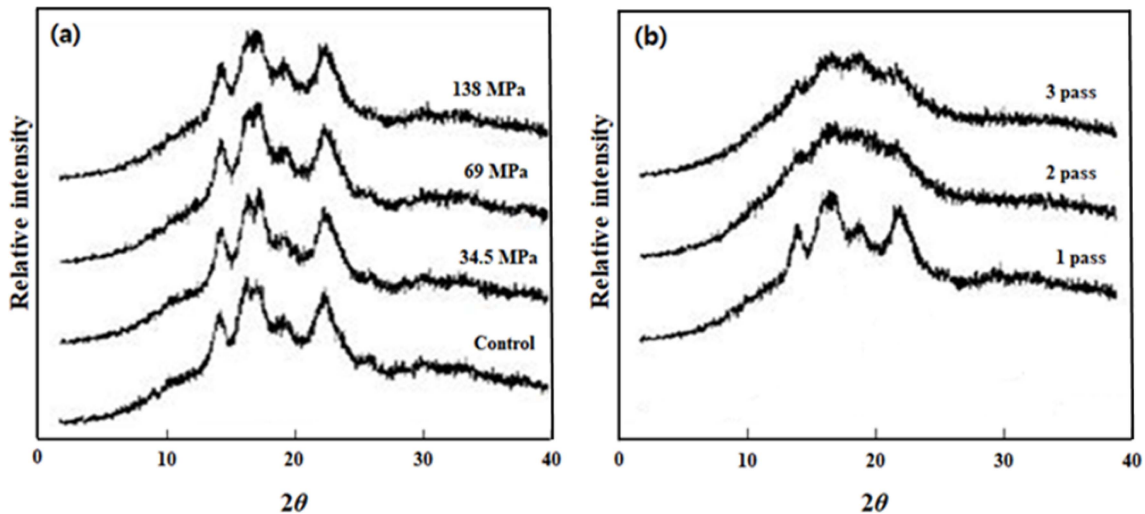 (a)
138 MPa
69 MPa
34.5 MPa
Control
Relative intensity
0 10 20 30 40
2θ
(b)
3 pass
2 pass
1 pass
Relative intensity
0 10 20 30 40
2θ